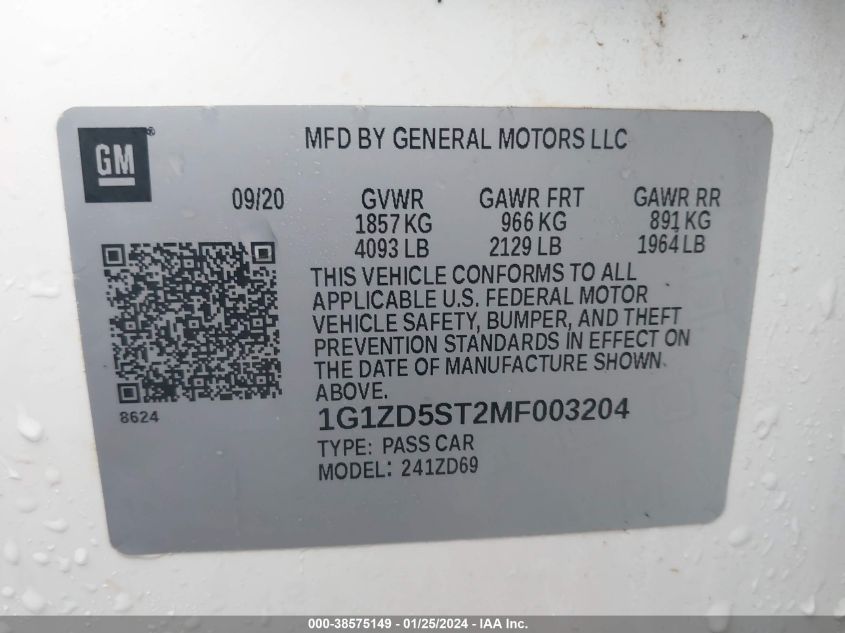 GM®
MFD BY GENERAL MOTORS LLC
09/20 GVWR GAWR FRT GAWR RR
1857 KG 966 KG 891 KG
4093 LB 2129 LB 1964 LB
THIS VEHICLE CONFORMS TO ALL
APPLICABLE U.S. FEDERAL MOTOR
VEHICLE SAFETY, BUMPER, AND THEFT
PREVENTION STANDARDS IN EFFECT ON
THE DATE OF MANUFACTURE SHOWN
ABOVE.
8624
1G1ZD5ST2MF003204
TYPE: PASS CAR
MODEL: 241ZD69
000-38575149 - 01/25/2024 - IAA Inc.